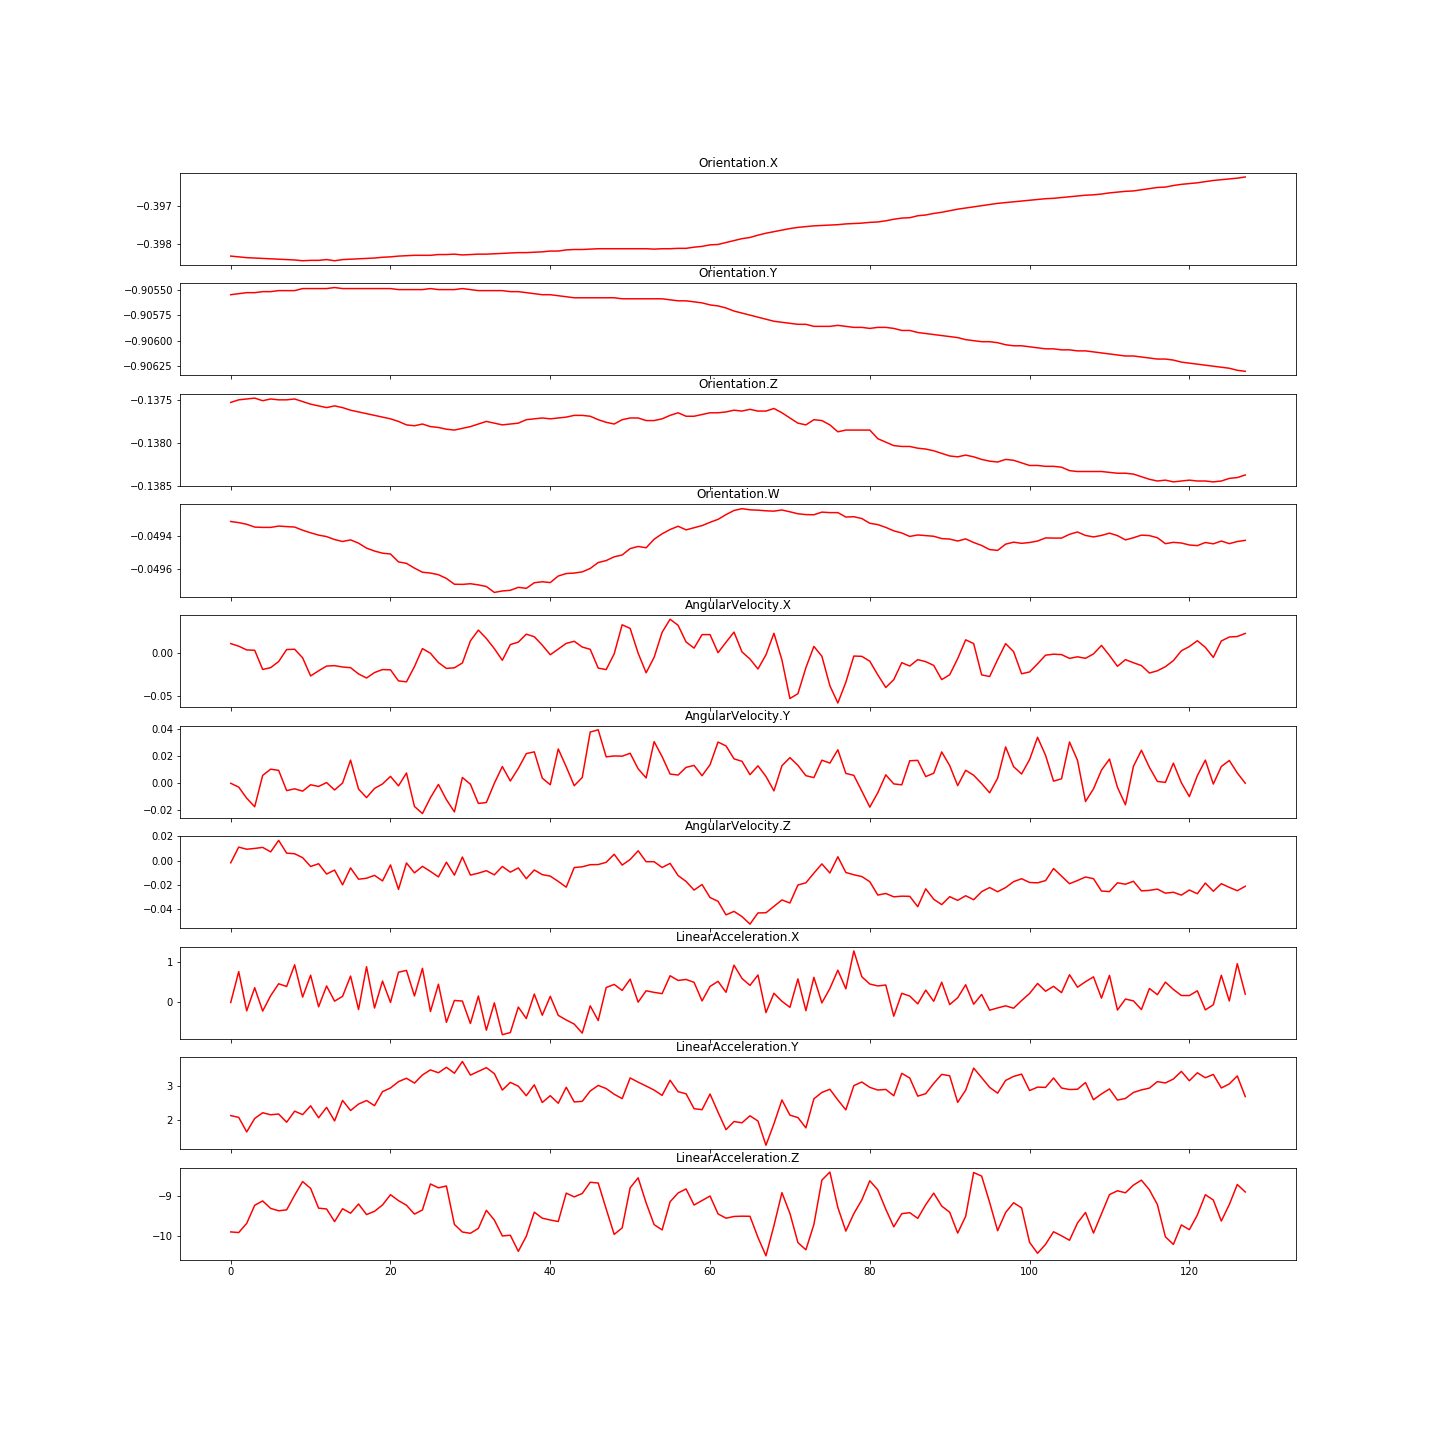 Orientation.X
−0.397
−0.398
Orientation.Y
−0.90550
−0.90575
−0.90600
−0.90625
Orientation.Z
−0.1375
−0.1380
−0.1385
Orientation.W
−0.0494
−0.0496
AngularVelocity.X
0.00
−0.05
AngularVelocity.Y
0.04
0.02
0.00
−0.02
AngularVelocity.Z
0.02
0.00
−0.02
−0.04
LinearAcceleration.X
1
0
LinearAcceleration.Y
3
2
LinearAcceleration.Z
−9
−10
0 20 40 60 80 100 120